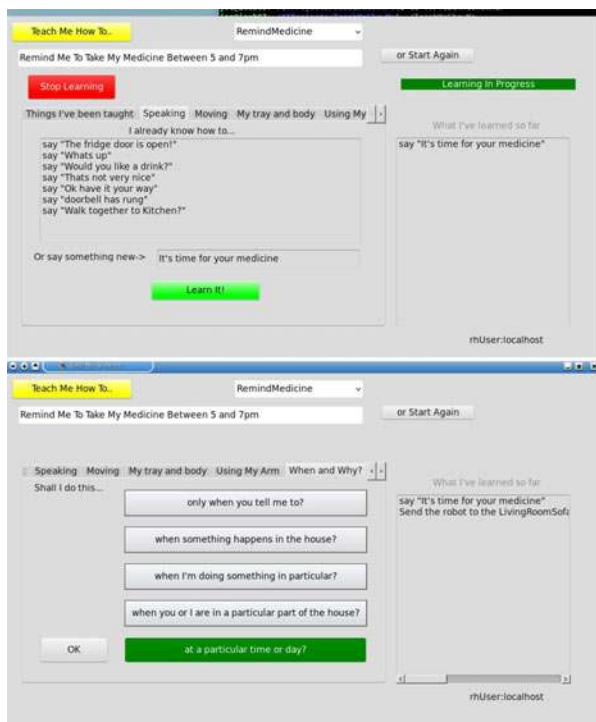 Teach Me How To..
RemindMedicine
Remind Me To Take My Medicine Between 5 and 7pm
or Start Again
Stop Learning
Learning In Progress
Things I've been taught Speaking Moving My tray and body Using My
I already know how to...
What I've learned so far
say "The fridge door is open!"
say "Whats up"
say "Would you like a drink?"
say "Thats not very nice"
say "Ok have it your way"
say "doorbell has rung"
say "Walk together to Kitchen?"
say "It's time for your medicine"
Or say something new-> It's time for your medicine
Learn It!
rhUser:localhost
Teach Me How To..
RemindMedicine
Remind Me To Take My Medicine Between 5 and 7pm
or Start Again
Speaking Moving My tray and body Using My Arm When and Why?
Shall I do this...
What I've learned so far
only when you tell me to?
when something happens in the house?
when I'm doing something in particular?
when you or I are in a particular part of the house?
at a particular time or day?
OK
say "It's time for your medicine"
Send the robot to the LivingRoomSofa
rhUser:localhost